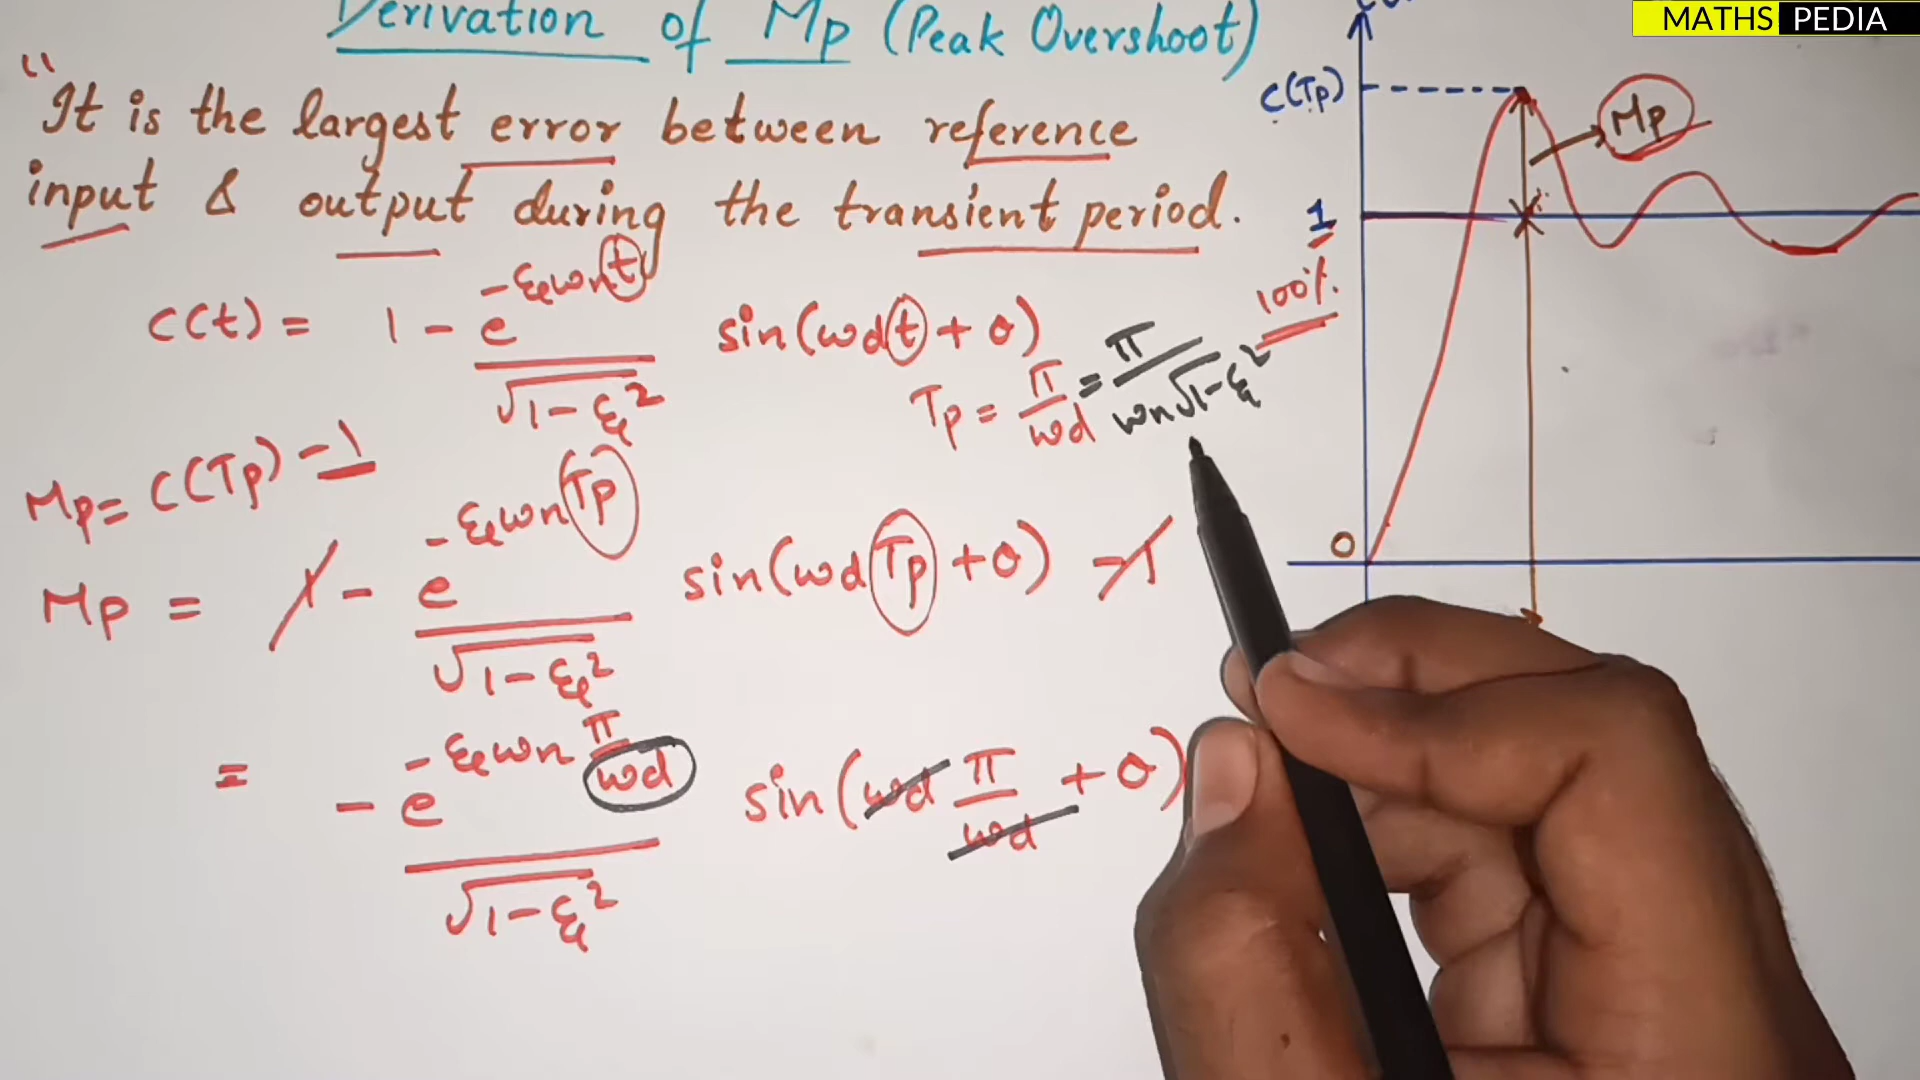 Derivation of Mp (Peak Overshoot)
MATHS PEDIA
"It is the largest error between reference
input & output during the transient period.
C(Tp)
Mp
1
100%
0
C(t) = 1 - e^{-ξωnt} / √1-ξ² sin(ωdt + θ)
Tp = π/ωd = π / ωn√1-ξ²
Mp = C(Tp) - 1
Mp = 1 - e^{-ξωnTp} / √1-ξ² sin(ωdTp + θ) - 1
= - e^{-ξωn π/ωd} / √1-ξ² sin(ωd π/ωd + θ)